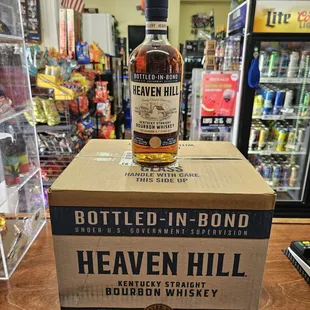 Lite
BOTTLED-IN-BOND
HEAVEN HILL
KENTUCKY STRAIGHT
BOURBON WHISKEY
GLASS
HANDLE WITH CARE
THIS SIDE UP
BOTTLED-IN-BOND
UNDER U.S. GOVERNMENT SUPERVISION
HEAVEN HILL
KENTUCKY STRAIGHT
BOURBON WHISKEY